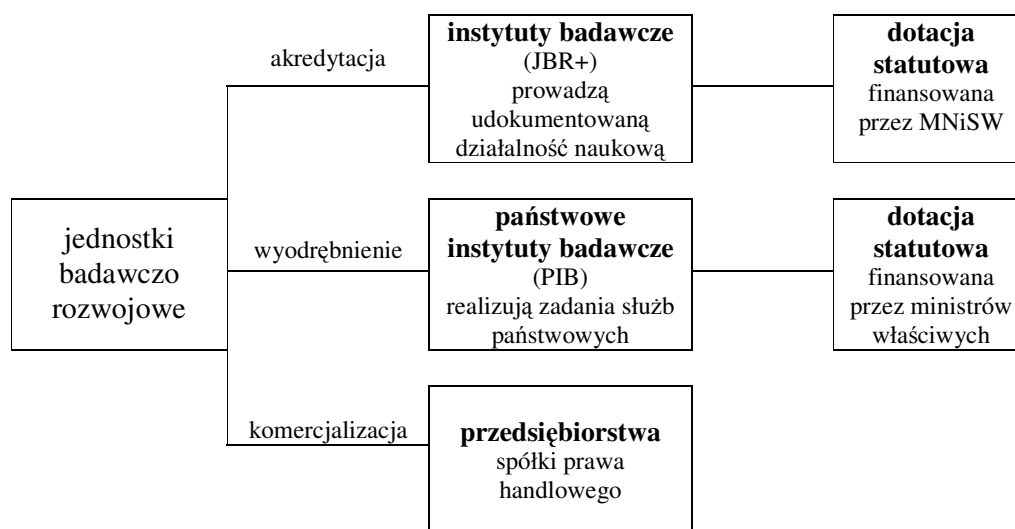 jednostki
badawczo
rozwojowe
akredytacja
instytuty badawcze
(JBR+)
prowadzą
udokumentowaną
działalność naukową
dotacja
statutowa
finansowana
przez MNiSW
wyodrębnienie
państwowe
instytuty badawcze
(PIB)
realizują zadania służb
państwowych
dotacja
statutowa
finansowana
przez ministrów
właściwych
komercjalizacja
przedsiębiorstwa
spółki prawa
handlowego